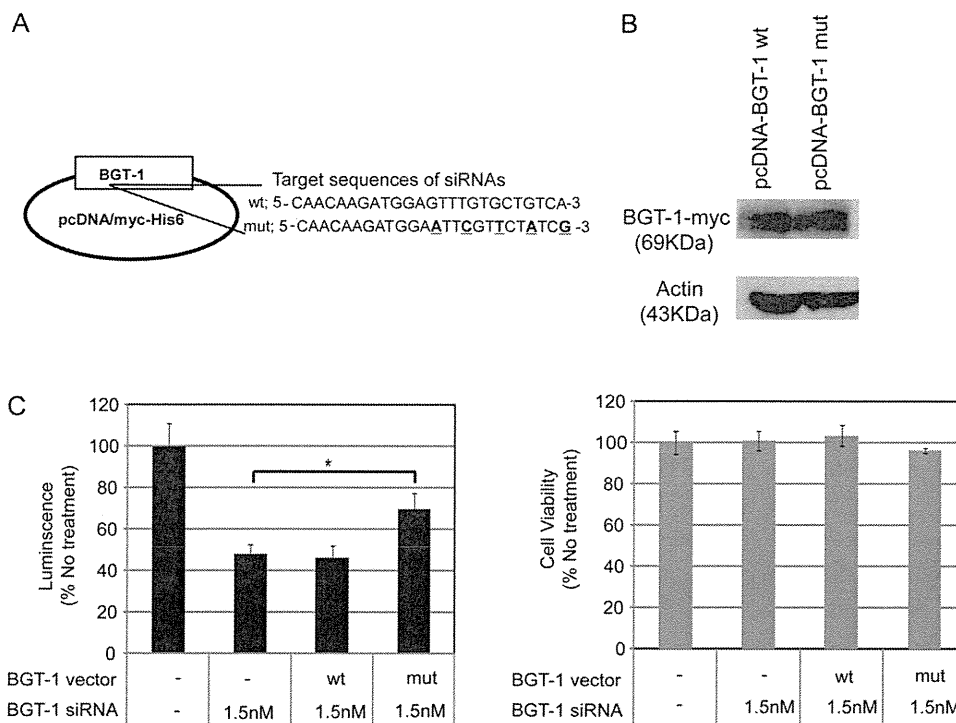 A
BGT-1
pcDNA/myc-His6
Target sequences of siRNAs
wt; 5-CAACAAGATGGAGTTTGTGCTGTCA-3
mut; 5-CAACAAGATGGAATTCGTTCTATCG -3
B
pcDNA-BGT-1 wt
pcDNA-BGT-1 mut
BGT-1-myc
(69KDa)
Actin
(43KDa)
C
Luminscence
(% No treatment)
120
100
80
60
40
20
0
*
BGT-1 vector - - wt mut
BGT-1 siRNA - 1.5nM 1.5nM 1.5nM
Cell Viability
(% No treatment)
120
100
80
60
40
20
0
BGT-1 vector - - wt mut
BGT-1 siRNA - 1.5nM 1.5nM 1.5nM